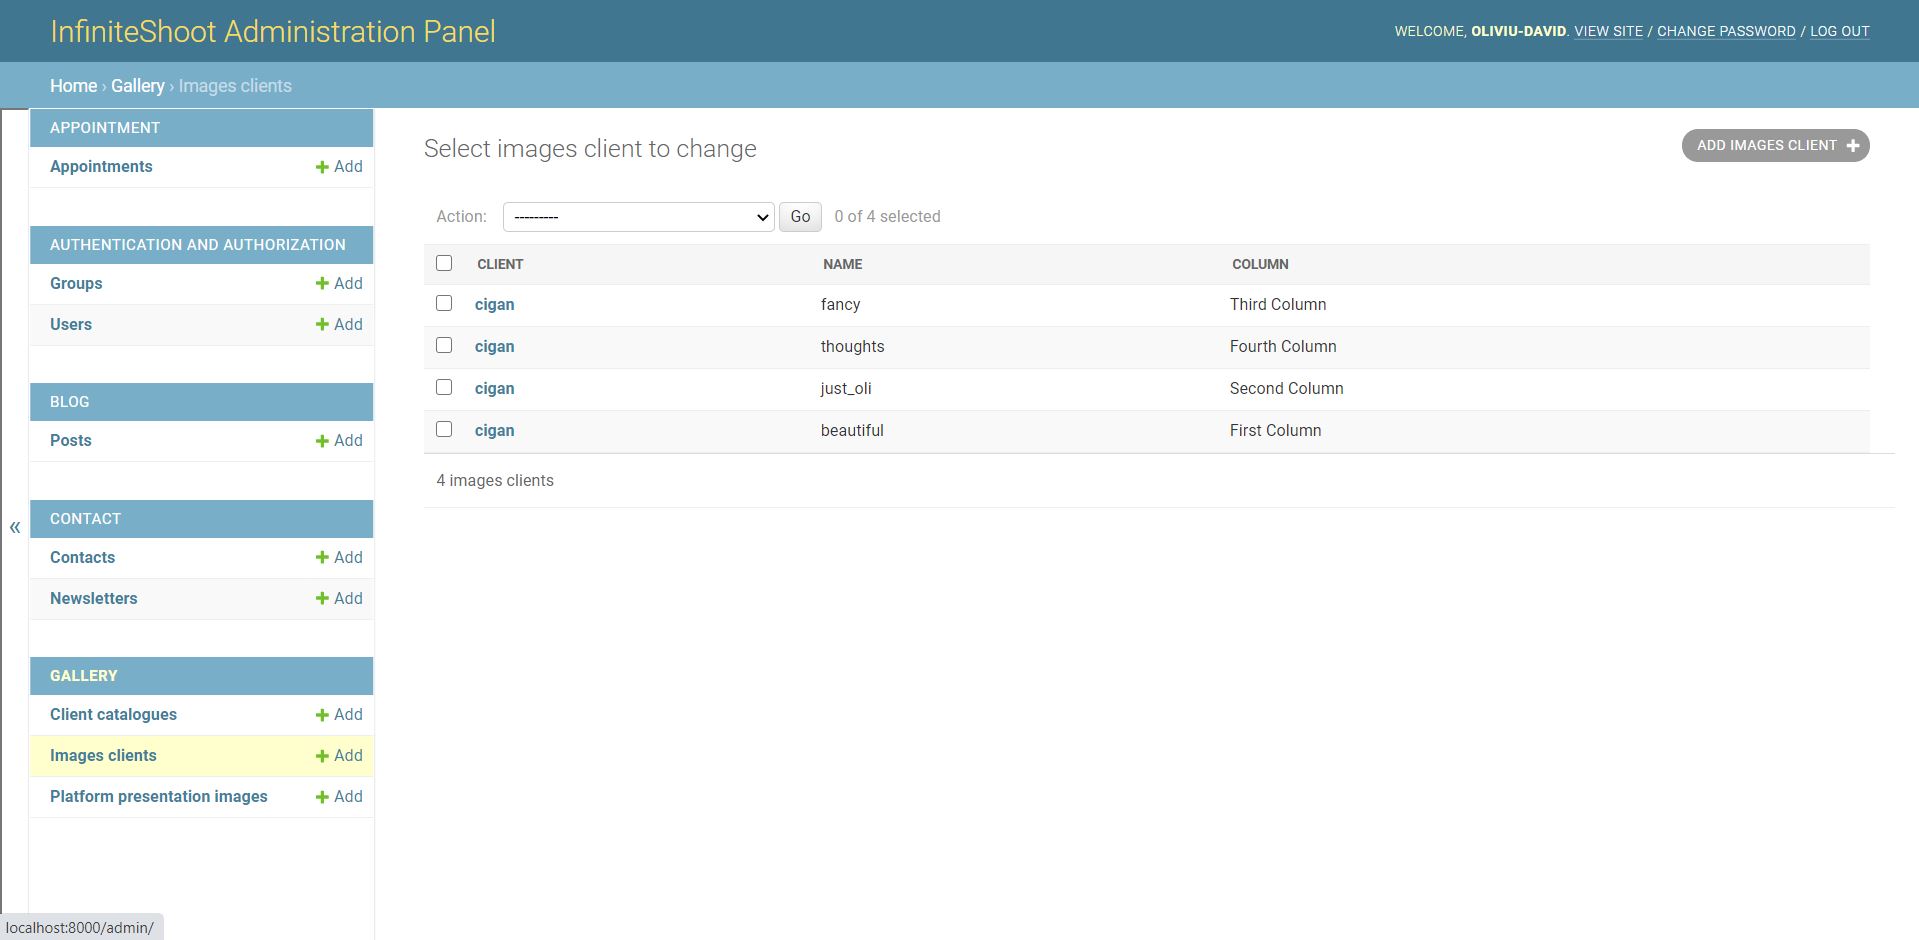 InfiniteShoot Administration Panel
WELCOME, OLIVIU-DAVID. VIEW SITE / CHANGE PASSWORD / LOG OUT
Home › Gallery › Images clients
APPOINTMENT
Appointments + Add
AUTHENTICATION AND AUTHORIZATION
Groups + Add
Users + Add
BLOG
Posts + Add
CONTACT
Contacts + Add
Newsletters + Add
GALLERY
Client catalogues + Add
Images clients + Add
Platform presentation images + Add
«
Select images client to change
ADD IMAGES CLIENT +
Action: --------- Go 0 of 4 selected
CLIENT NAME COLUMN
cigan fancy Third Column
cigan thoughts Fourth Column
cigan just_oli Second Column
cigan beautiful First Column
4 images clients
localhost:8000/admin/